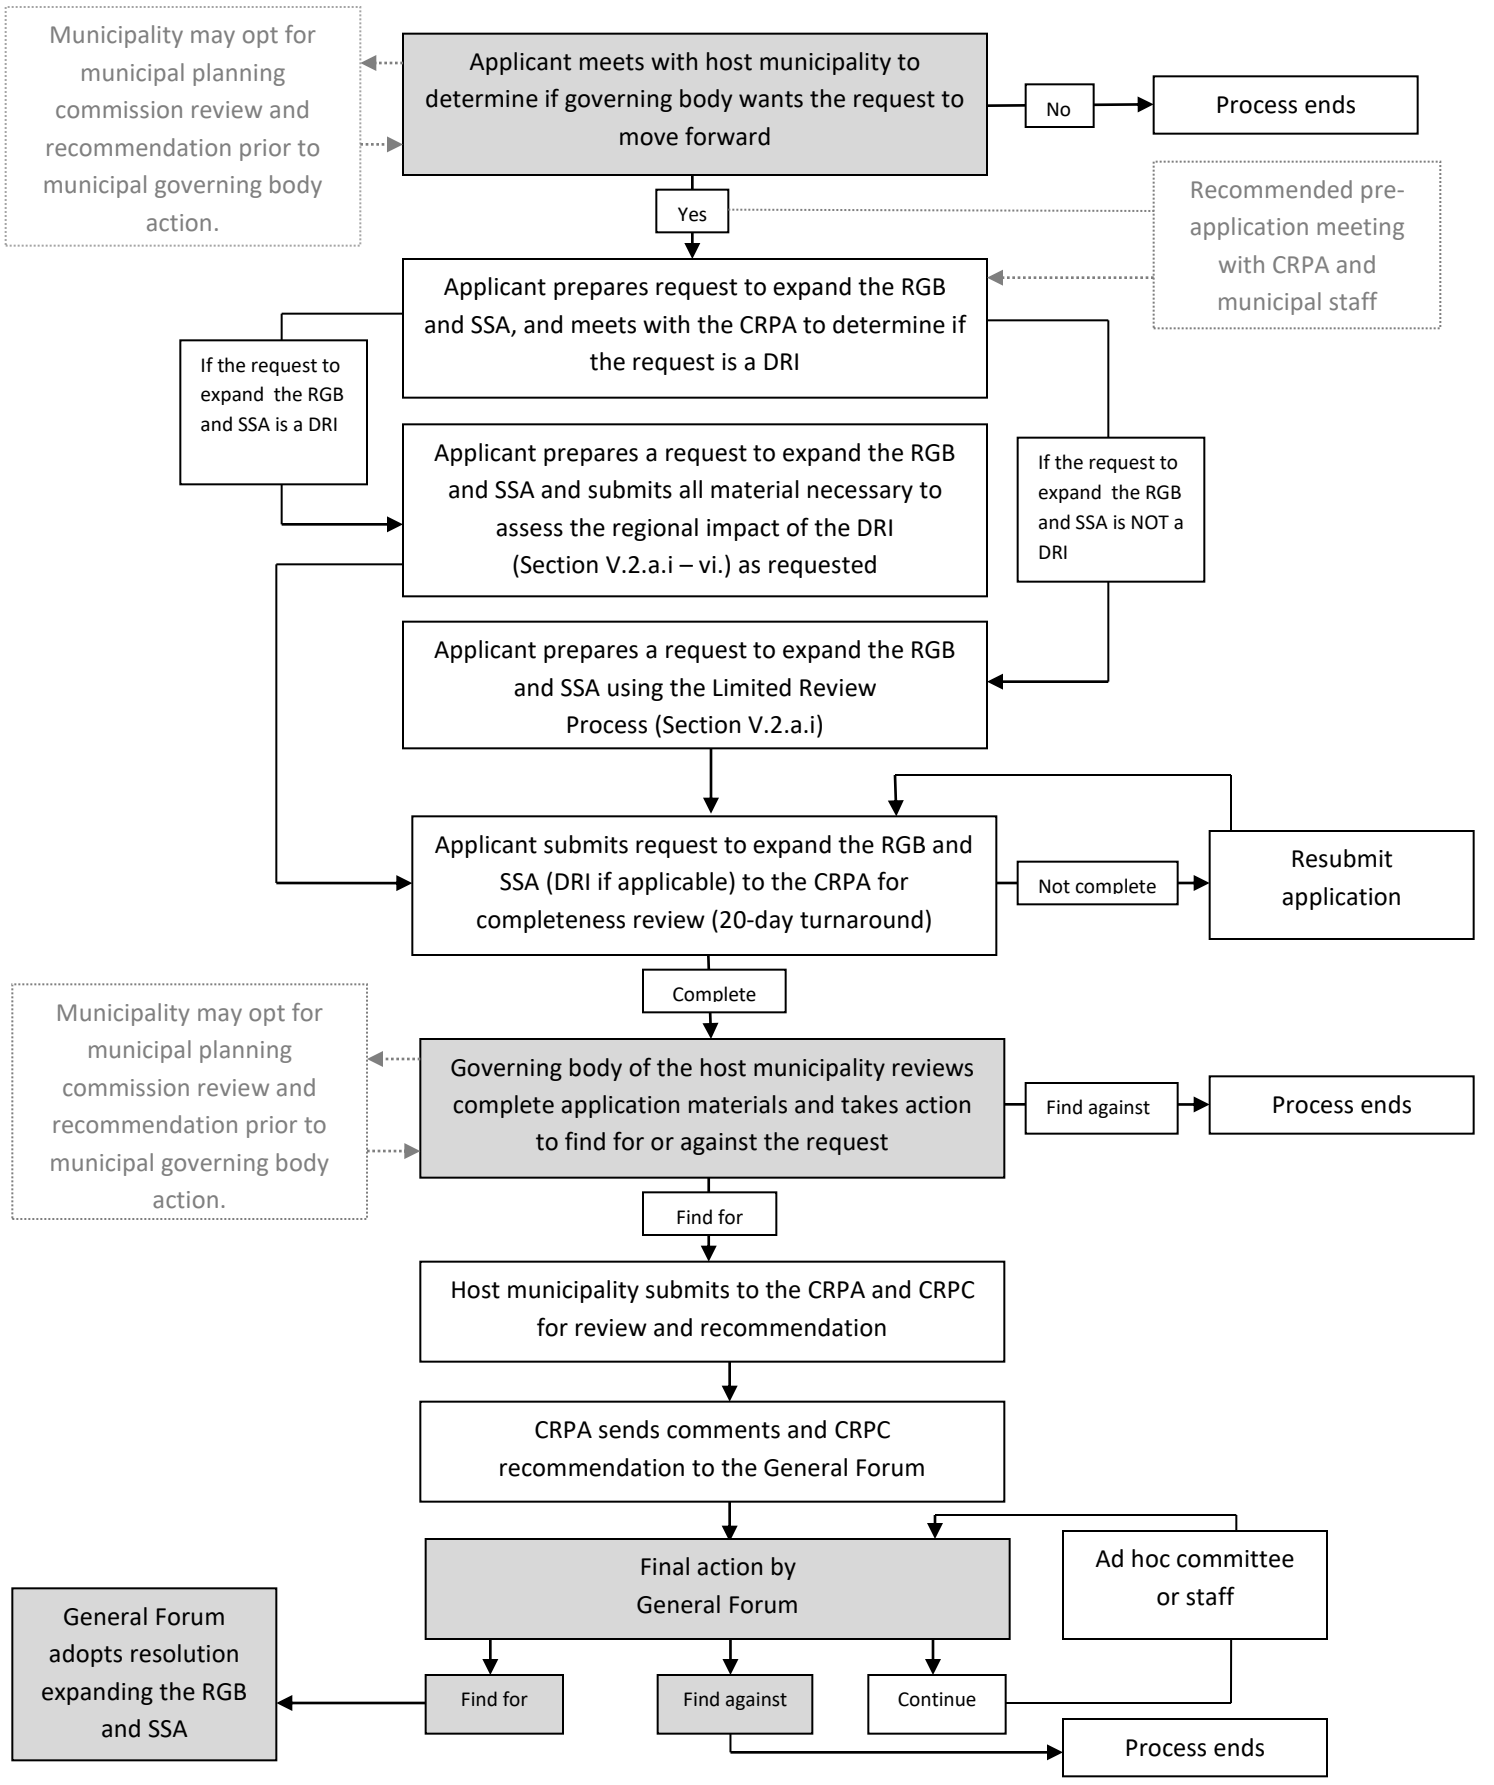 Municipality may opt for
municipal planning
commission review and
recommendation prior to
municipal governing body
action.
Applicant meets with host municipality to
determine if governing body wants the request to
move forward
No
Process ends
Yes
Recommended pre-
application meeting
with CRPA and
municipal staff
Applicant prepares request to expand the RGB
and SSA, and meets with the CRPA to determine if
the request is a DRI
If the request to
expand the RGB
and SSA is a DRI
Applicant prepares a request to expand the RGB
and SSA and submits all material necessary to
assess the regional impact of the DRI
(Section V.2.a.i – vi.) as requested
If the request to
expand the RGB
and SSA is NOT a
DRI
Applicant prepares a request to expand the RGB
and SSA using the Limited Review
Process (Section V.2.a.i)
Applicant submits request to expand the RGB and
SSA (DRI if applicable) to the CRPA for
completeness review (20-day turnaround)
Not complete
Resubmit
application
Complete
Municipality may opt for
municipal planning
commission review and
recommendation prior to
municipal governing body
action.
Governing body of the host municipality reviews
complete application materials and takes action
to find for or against the request
Find against
Process ends
Find for
Host municipality submits to the CRPA and CRPC
for review and recommendation
CRPA sends comments and CRPC
recommendation to the General Forum
Final action by
General Forum
Ad hoc committee
or staff
General Forum
adopts resolution
expanding the RGB
and SSA
Find for
Find against
Continue
Process ends